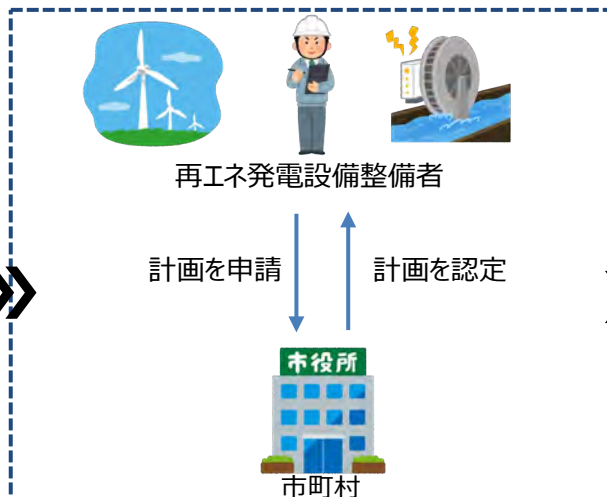 再エネ発電設備整備者
計画を申請
計画を認定
市役所
市町村